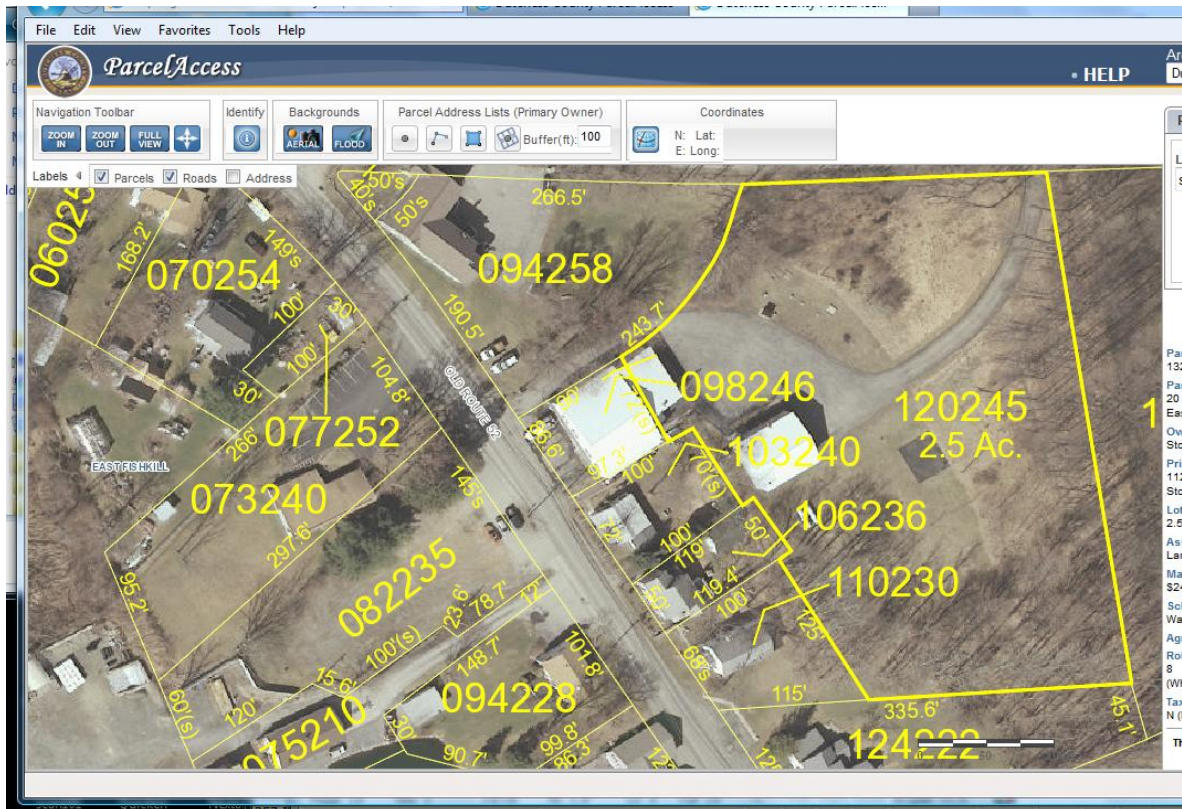 File Edit View Favorites Tools Help
ParcelAccess
• HELP
Navigation Toolbar
Identify
Backgrounds
Parcel Address Lists (Primary Owner)
Coordinates
ZOOM IN
ZOOM OUT
FULL VIEW
AERIAL
FLOOD
Buffer(ft): 100
N: Lat:
E: Long:
Labels Parcels Roads Address
50's
40's
50's
266.5'
168.2'
149's
070254
094258
100'
30'
190.5'
243.7'
100'
104.8'
30'
OLD ROUTE 52
098246
120245
2.5 Ac.
077252
266'
86.6'
97.3'
100'
103240
EAST FISHKILL
073240
145's
70'(s)
297.6'
72'
100'
119'
50'
106236
082235
95.2'
50'
119.4'
100'
110230
23.6'
78.7'
12'
125'
100'(s)
148.7'
101.8'
68's
15.6'
115'
335.6'
45.1'
60'(s)
120'
094228
075210
30'
99.8'
86.3'
90.7'
124222